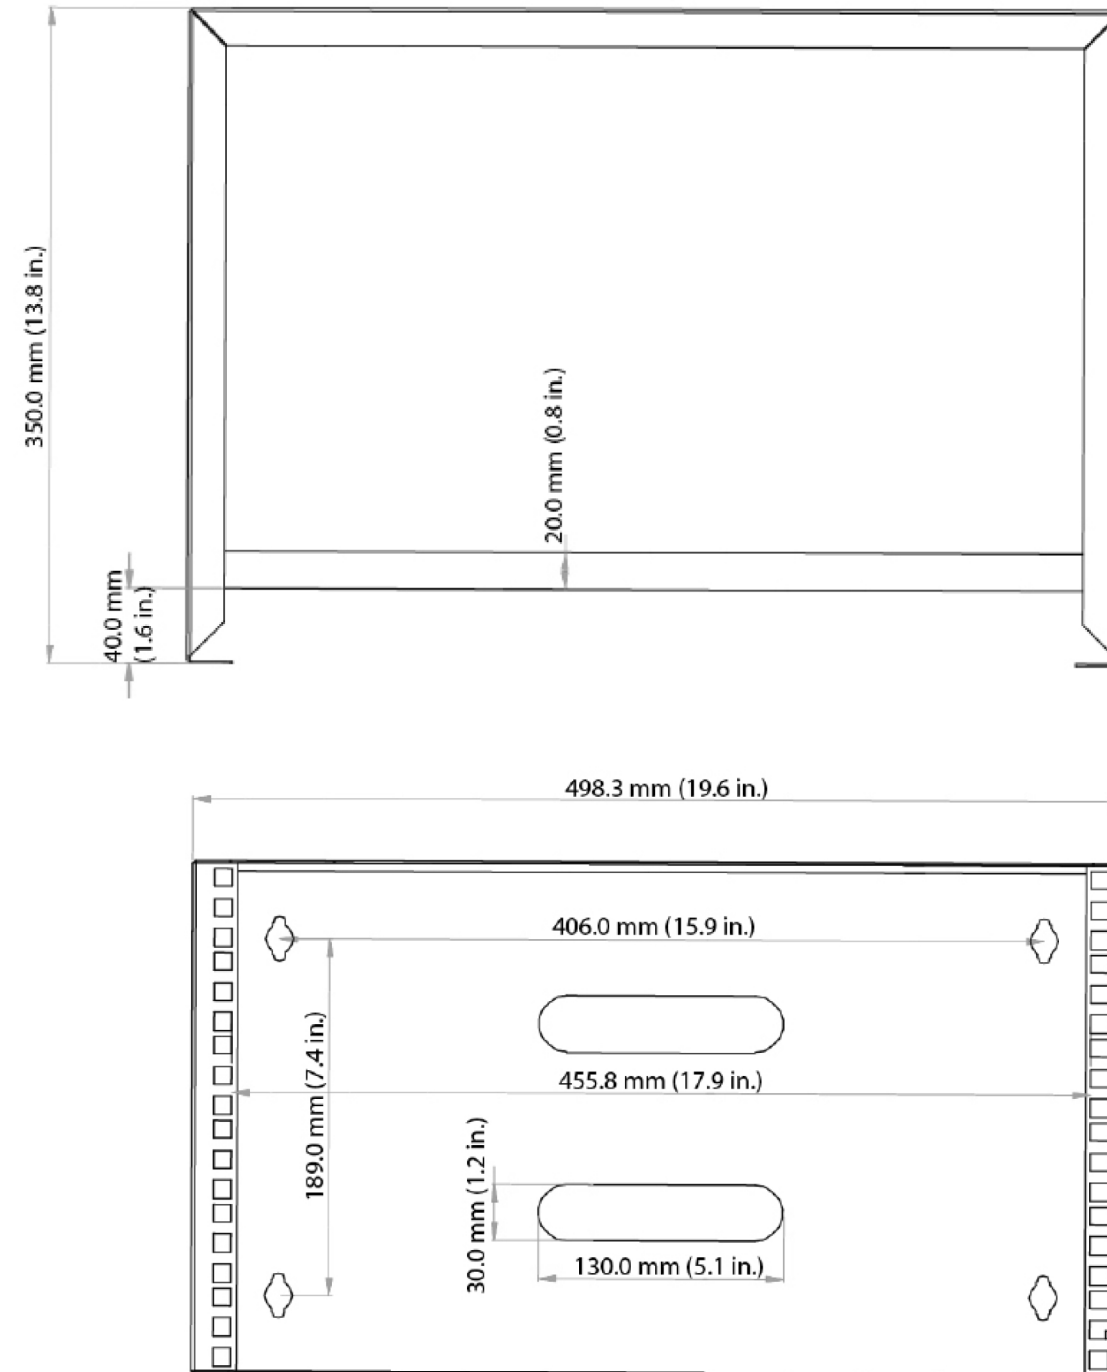 350.0 mm (13.8 in.)
20.0 mm (0.8 in.)
40.0 mm
(1.6 in.)
498.3 mm (19.6 in.)
406.0 mm (15.9 in.)
189.0 mm (7.4 in.)
455.8 mm (17.9 in.)
30.0 mm (1.2 in.)
130.0 mm (5.1 in.)